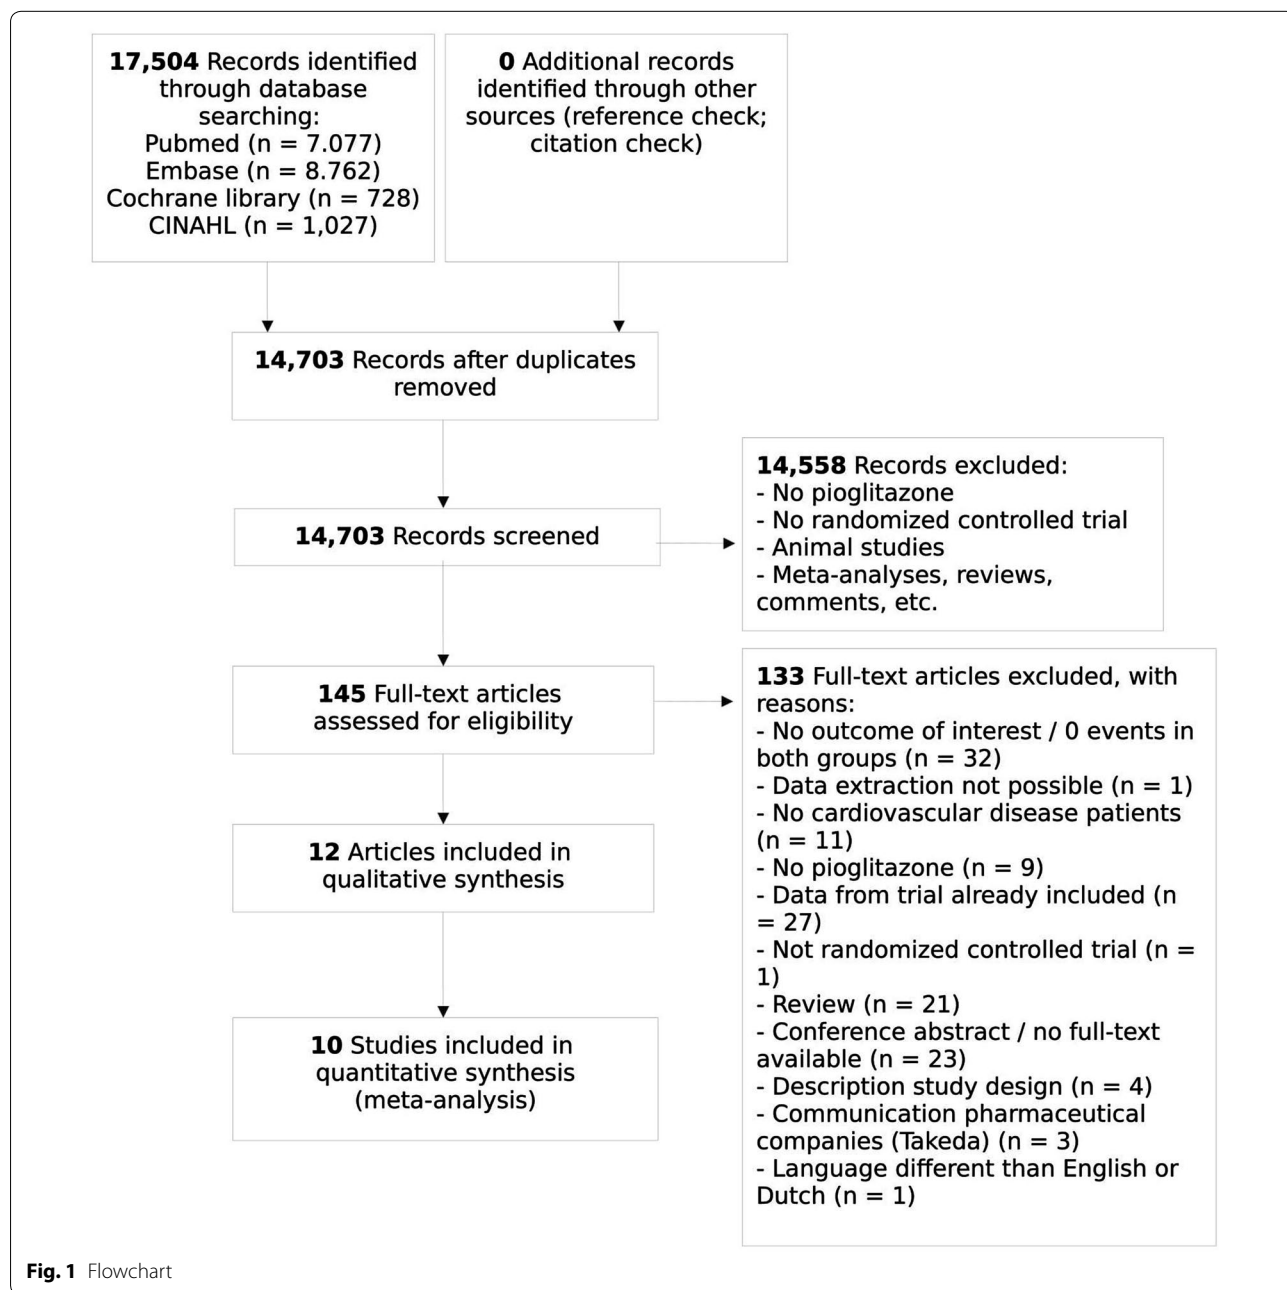 17,504 Records identified
through database
searching:
Pubmed (n = 7.077)
Embase (n = 8.762)
Cochrane library (n = 728)
CINAHL (n = 1,027)
0 Additional records
identified through other
sources (reference check;
citation check)
14,703 Records after duplicates
removed
14,703 Records screened
14,558 Records excluded:
- No pioglitazone
- No randomized controlled trial
- Animal studies
- Meta-analyses, reviews,
comments, etc.
145 Full-text articles
assessed for eligibility
133 Full-text articles excluded, with
reasons:
- No outcome of interest / 0 events in
both groups (n = 32)
- Data extraction not possible (n = 1)
- No cardiovascular disease patients
(n = 11)
- No pioglitazone (n = 9)
- Data from trial already included (n
= 27)
- Not randomized controlled trial (n =
1)
- Review (n = 21)
- Conference abstract / no full-text
available (n = 23)
- Description study design (n = 4)
- Communication pharmaceutical
companies (Takeda) (n = 3)
- Language different than English or
Dutch (n = 1)
12 Articles included in
qualitative synthesis
10 Studies included in
quantitative synthesis
(meta-analysis)
Fig. 1 Flowchart